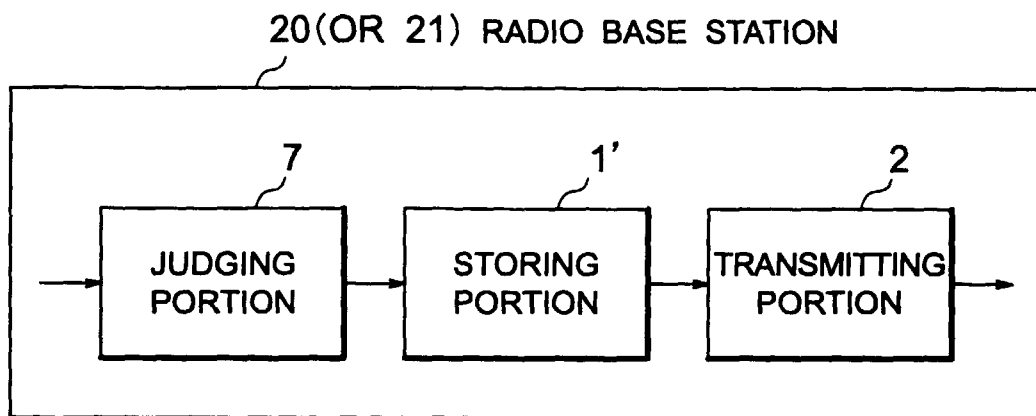 20(OR 21) RADIO BASE STATION
7
1'
2
JUDGING
PORTION
STORING
PORTION
TRANSMITTING
PORTION